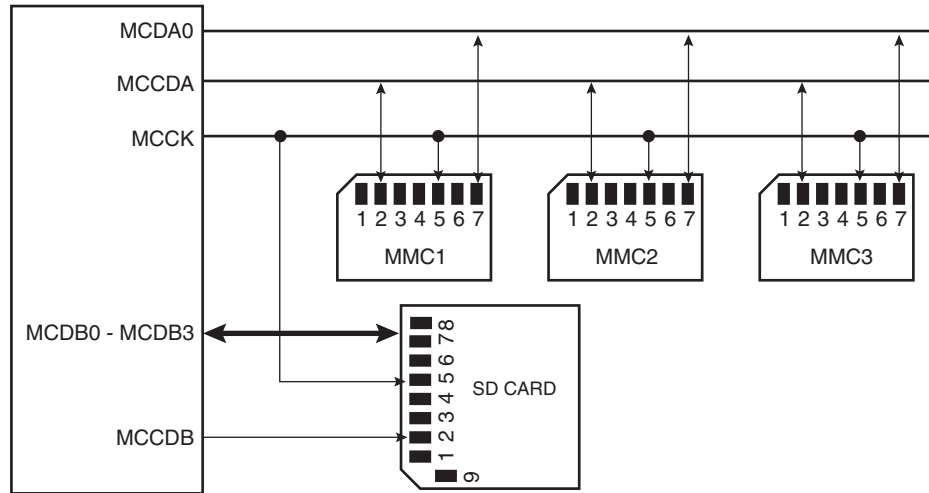 MCDA0
MCCDA
MCCK
1 2 3 4 5 6 7
MMC1
1 2 3 4 5 6 7
MMC2
1 2 3 4 5 6 7
MMC3
MCDB0 - MCDB3
MCCDB
1 2 3 4 5 6 7 8
9
SD CARD